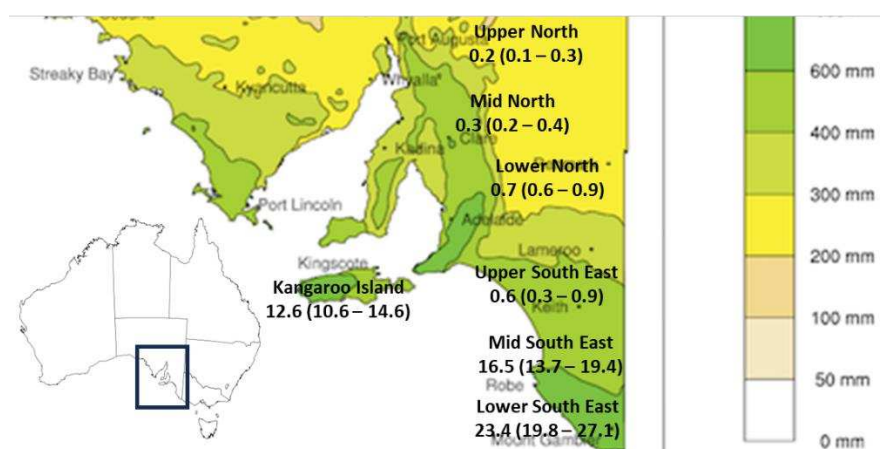 Upper North
Port Augusta
0.2 (0.1 – 0.3)
Streaky Bay
Whyalla
Kyancutta
Mid North
0.3 (0.2 – 0.4)
Clare
Kadina
Lower North
0.7 (0.6 – 0.9)
Port Lincoln
Adelaide
Lameroo
Kingscote
Kangaroo Island
12.6 (10.6 – 14.6)
Upper South East
0.6 (0.3 – 0.9)
Keith
Mid South East
16.5 (13.7 – 19.4)
Robe
Lower South East
23.4 (19.8 – 27.1)
Mount Gambier
600 mm
400 mm
300 mm
200 mm
100 mm
50 mm
0 mm